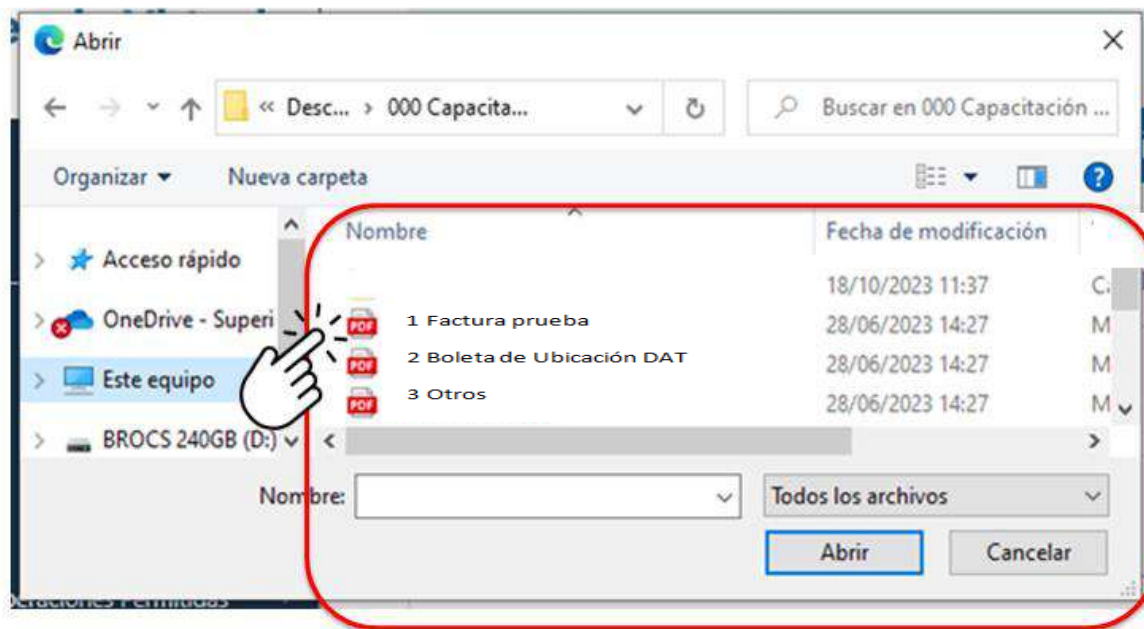 Abrir
« Desc... › 000 Capacita...
Buscar en 000 Capacitación ...
Organizar
Nueva carpeta
Nombre
Fecha de modificación
Acceso rápido
18/10/2023 11:37
OneDrive - Superi
PDF 1 Factura prueba 28/06/2023 14:27 M
Este equipo
PDF 2 Boleta de Ubicación DAT 28/06/2023 14:27 M
PDF 3 Otros 28/06/2023 14:27 M
BROCS 240GB (D:)
Nombre:
Todos los archivos
Abrir
Cancelar